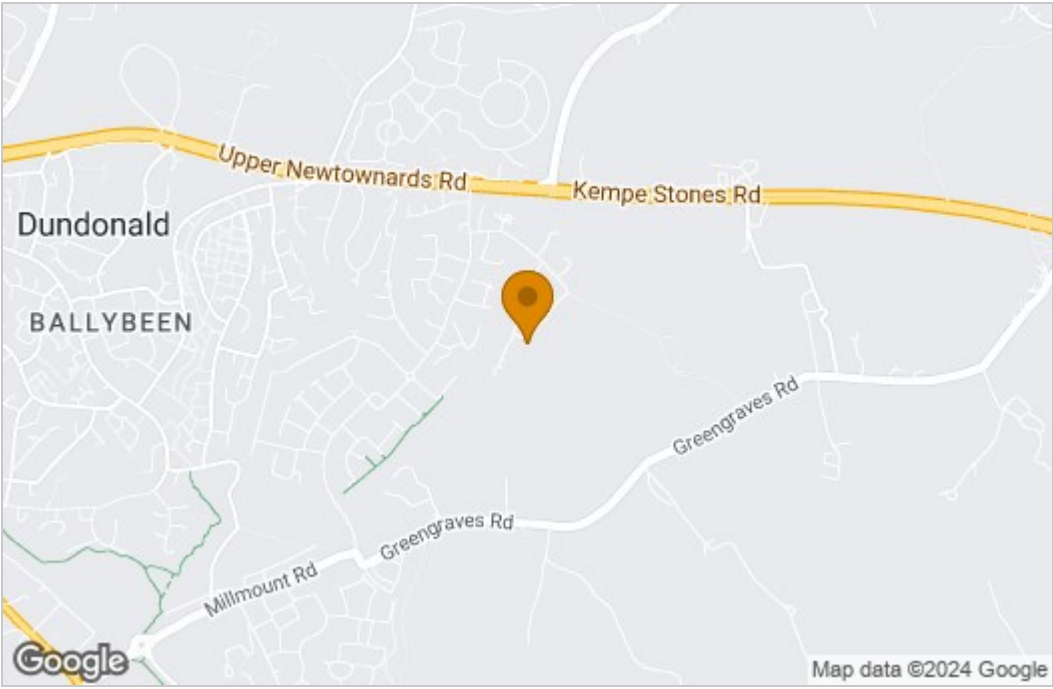 Upper Newtownards Rd
Kempe Stones Rd
Dundonald
BALLYBEEN
Greengraves Rd
Greengraves Rd
Millmount Rd
Google
Map data ©2024 Google